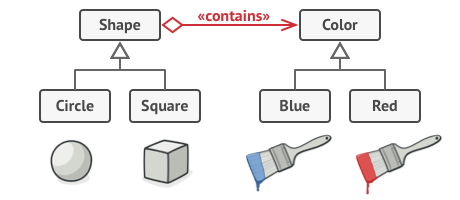 Shape
«contains»
Color
Circle
Square
Blue
Red